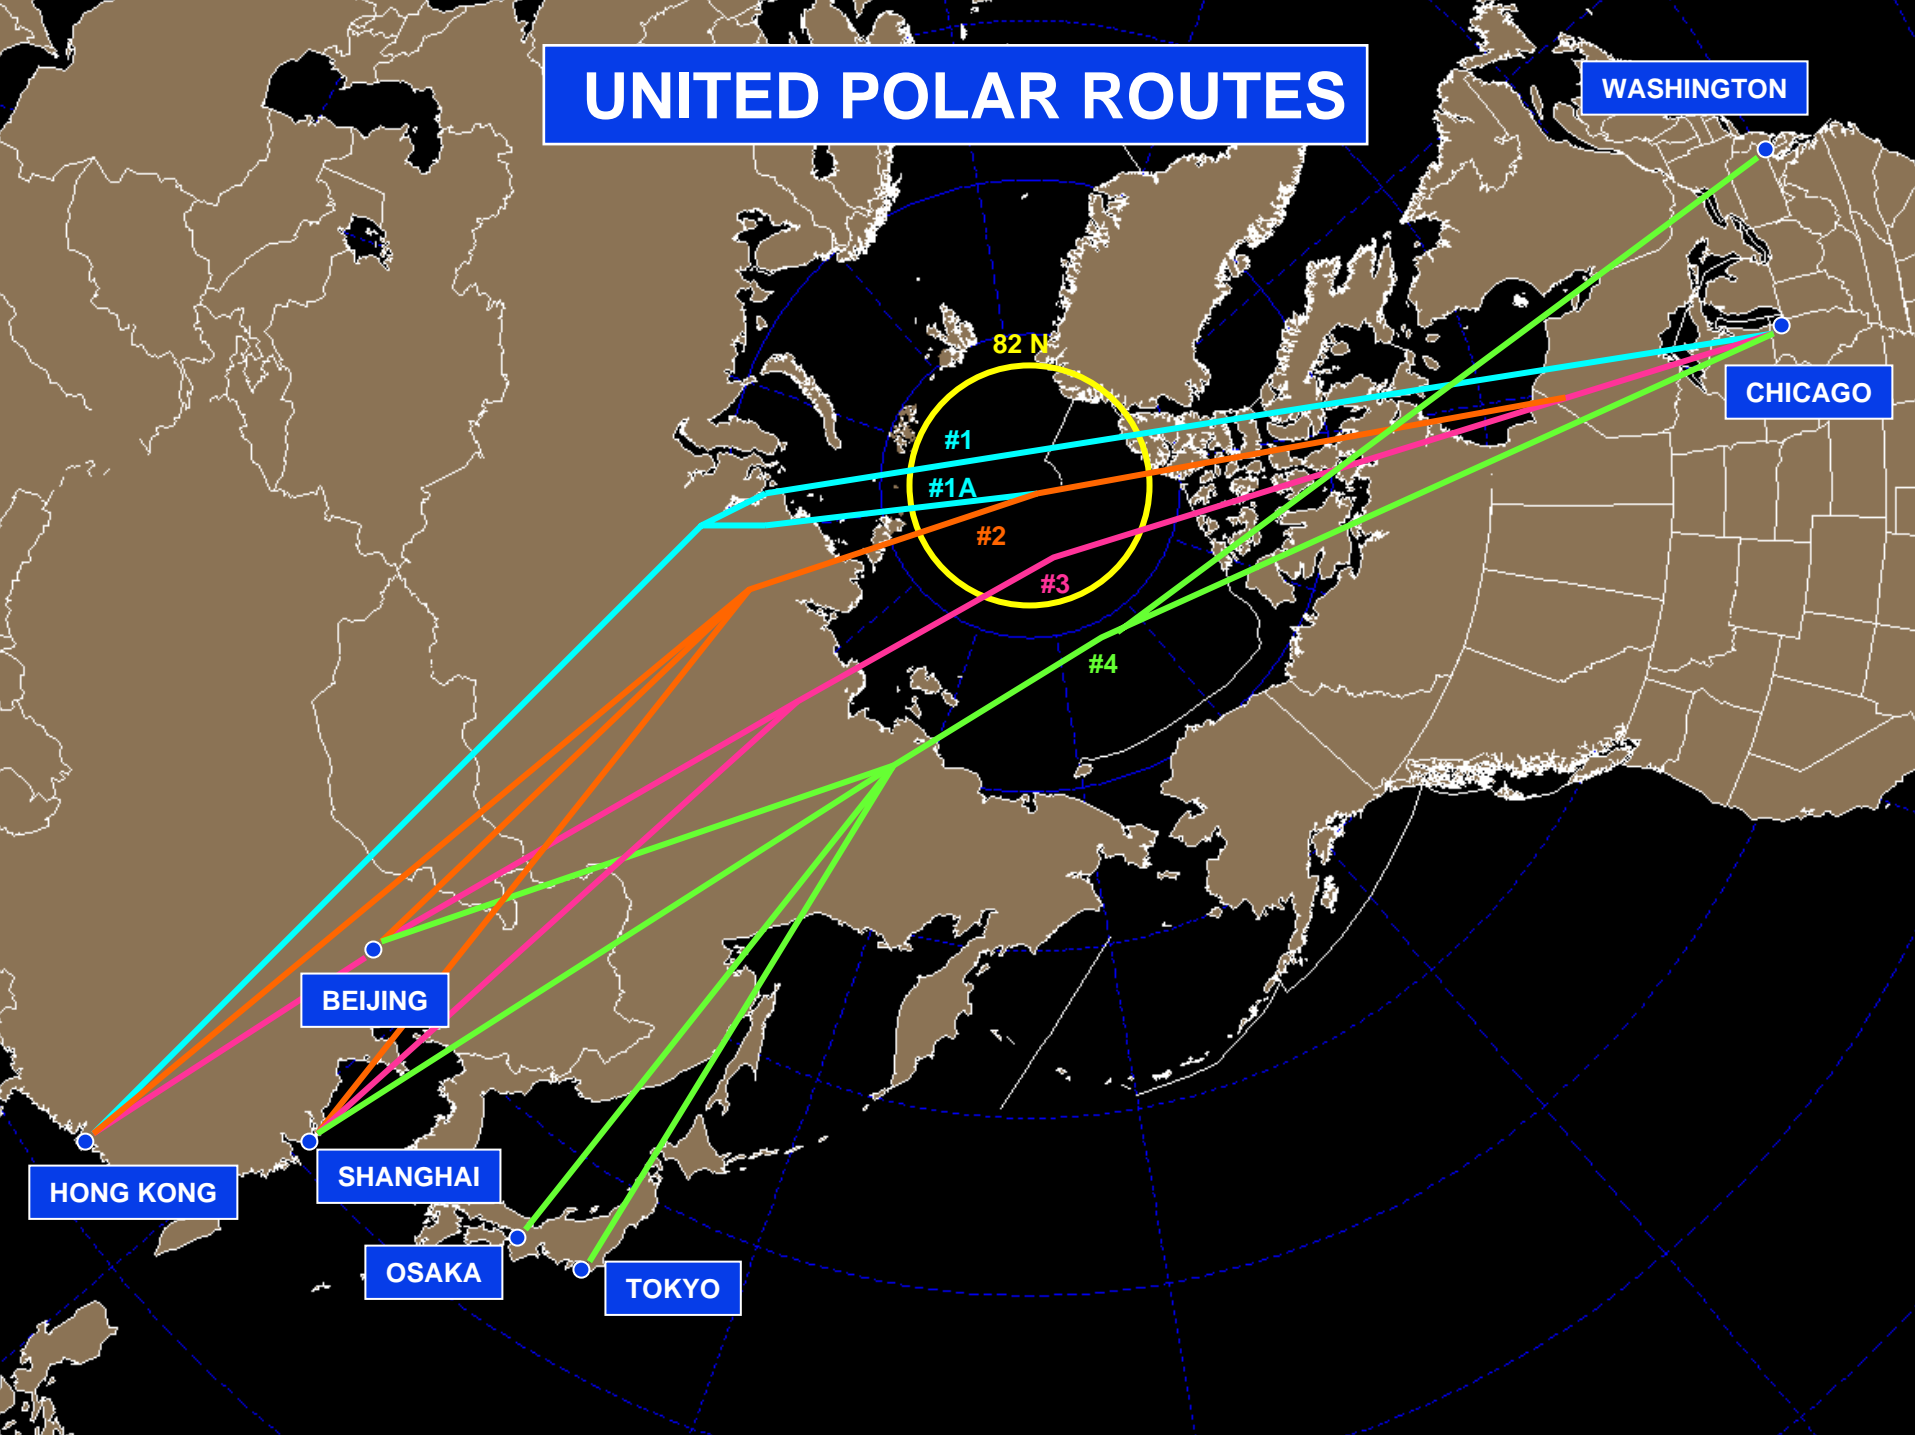 UNITED POLAR ROUTES
WASHINGTON
82 N
CHICAGO
#1
#1A
#2
#3
#4
BEIJING
SHANGHAI
HONG KONG
OSAKA
TOKYO